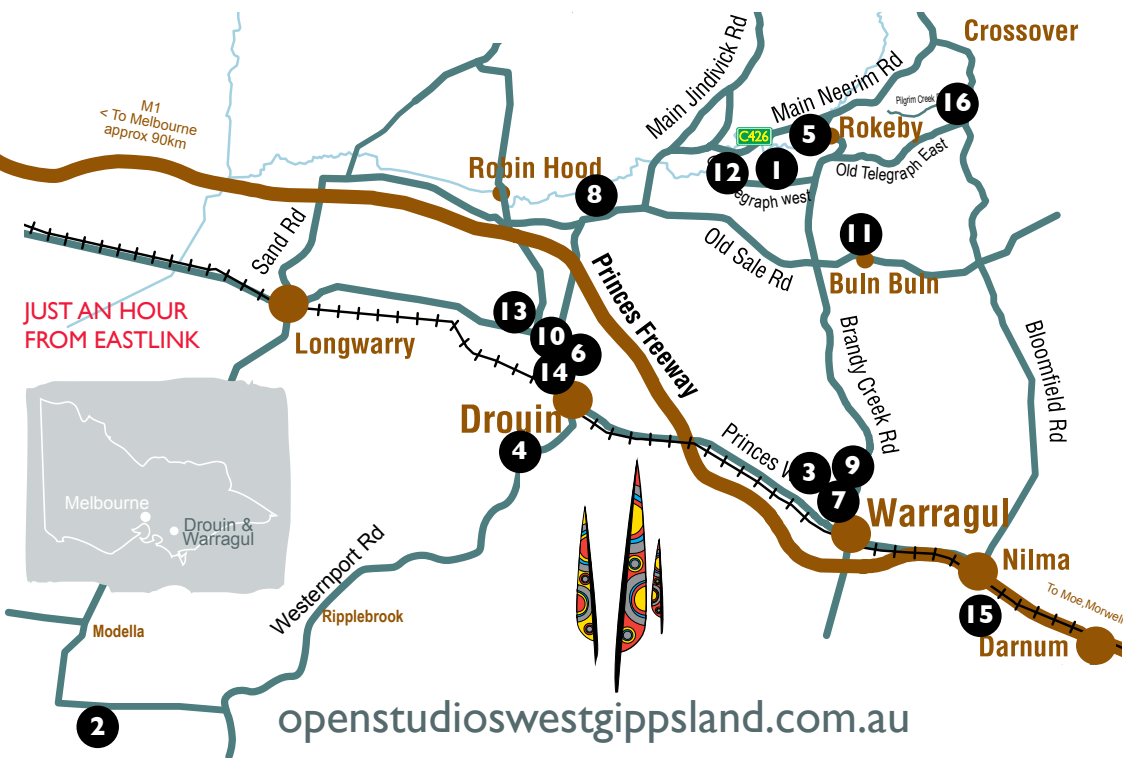 Crossover
Main Jindivick Rd
Main Neerim Rd
Pilgrim Creek
16
M1
< To Melbourne
approx 90km
C426
5
Rokeby
Robin Hood
12
1
Old Telegraph East
egraph west
8
Sand Rd
11
Old Sale Rd
Buln Buln
Princes Freeway
JUST AN HOUR
FROM EASTLINK
13
10
6
14
Longwarry
Brandy Creek Rd
Bloomfield Rd
Drouin
4
Princes
3
9
7
Melbourne
Drouin &
Warragul
Warragul
Nilma
Westernport Rd
Ripplebrook
To Moe,Morwell
15
Modella
Darnum
2
openstudioswestgippsland.com.au